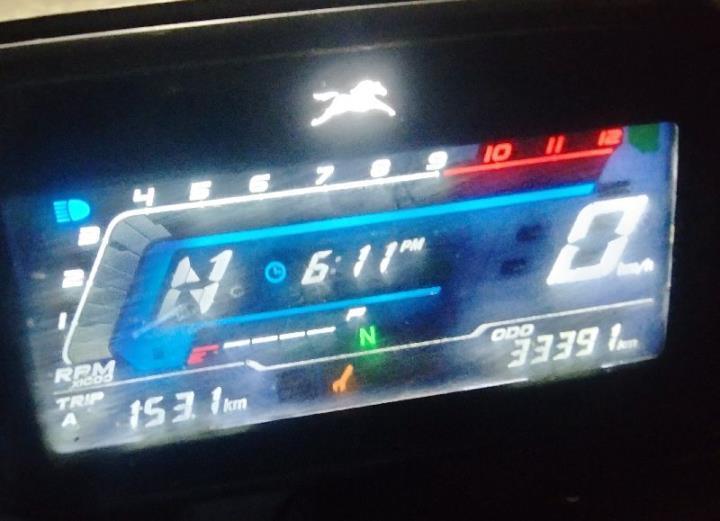 4 5 6 7 8 9 10 11 12
3
2
N 6:11 PM 0 km/h
1
F
N
RPM X1000
ODO 33391 km
TRIP A 153.1 km